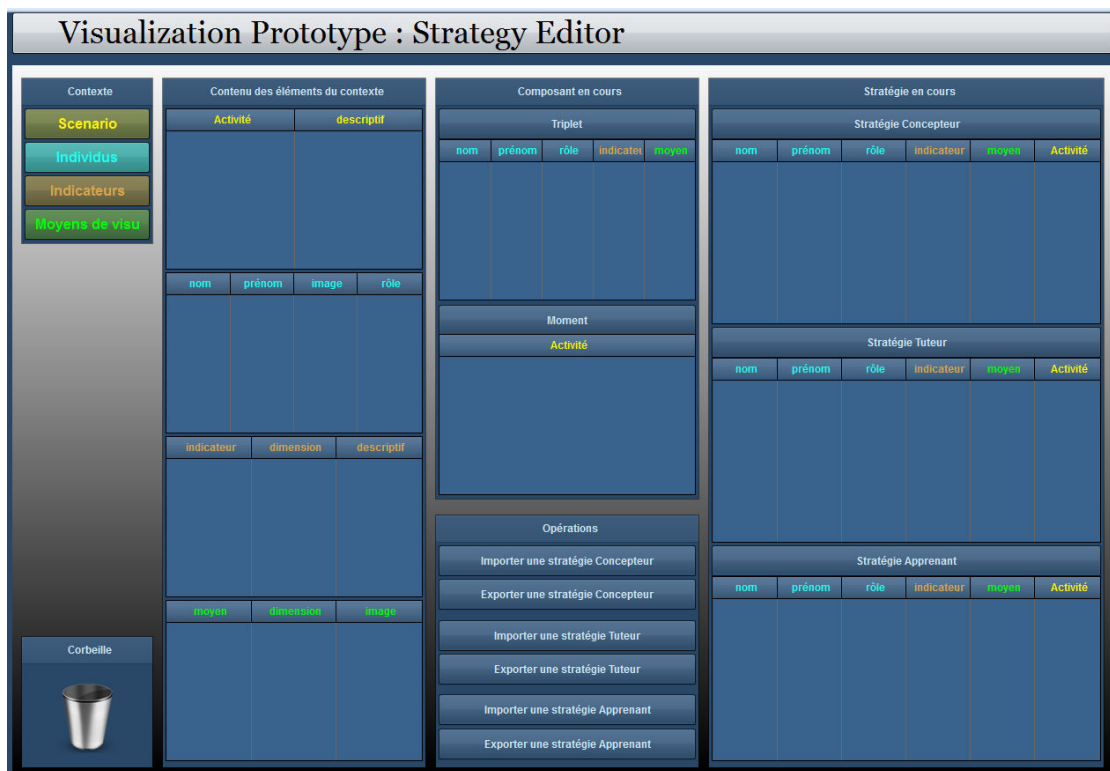 Visualization Prototype : Strategy Editor
Contexte
Scenario
Individus
Indicateurs
Moyens de visu
Corbeille
Contenu des éléments du contexte
Activité descriptif
nom prénom image rôle
indicateur dimension descriptif
moyen dimension image
Composant en cours
Triplet
nom prénom rôle indicateu moyen
Moment
Activité
Opérations
Importer une stratégie Concepteur
Exporter une stratégie Concepteur
Importer une stratégie Tuteur
Exporter une stratégie Tuteur
Importer une stratégie Apprenant
Exporter une stratégie Apprenant
Stratégie en cours
Stratégie Concepteur
nom prénom rôle indicateur moyen Activité
Stratégie Tuteur
nom prénom rôle indicateur moyen Activité
Stratégie Apprenant
nom prénom rôle indicateur moyen Activité